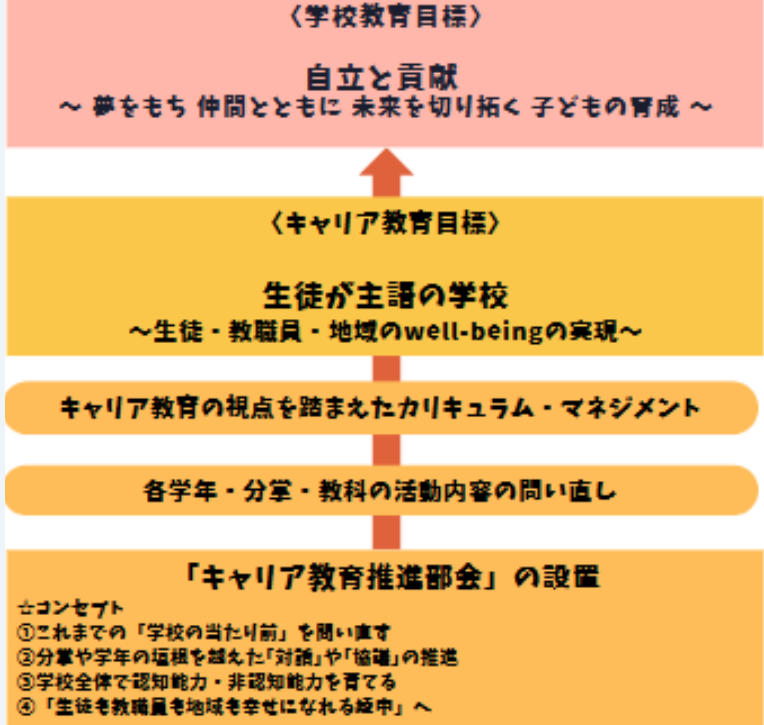 〈学校教育目標〉
自立と貢献
～ 夢をもち 仲間とともに 未来を切り拓く 子どもの育成 ～
〈キャリア教育目標〉
生徒が主語の学校
～生徒・教職員・地域のwell-beingの実現～
キャリア教育の視点を踏まえたカリキュラム・マネジメント
各学年・分掌・教科の活動内容の問い直し
「キャリア教育推進部会」の設置
☆コンセプト
①これまでの「学校の当たり前」を問い直す
②分掌や学年の垣根を越えた「対話」や「協議」の推進
③学校全体で認知能力・非認知能力を育てる
④「生徒も教職員も地域も幸せになれる緑中」へ